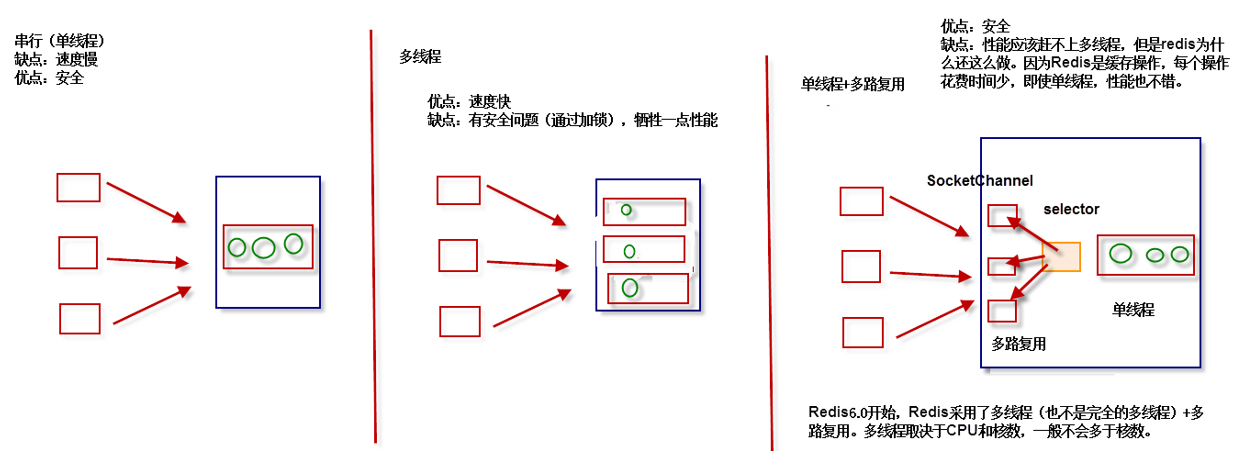 串行（单线程）
缺点：速度慢
优点：安全
多线程
优点：速度快
缺点：有安全问题（通过加锁），牺牲一点性能
优点：安全
缺点：性能应该赶不上多线程，但是redis为什
么还这么做。因为Redis是缓存操作，每个操作
花费时间少，即使单线程，性能也不错。
单线程+多路复用
SocketChannel
selector
单线程
多路复用
Redis6.0开始，Redis采用了多线程（也不是完全的多线程）+多
路复用。多线程取决于CPU和核数，一般不会多于核数。